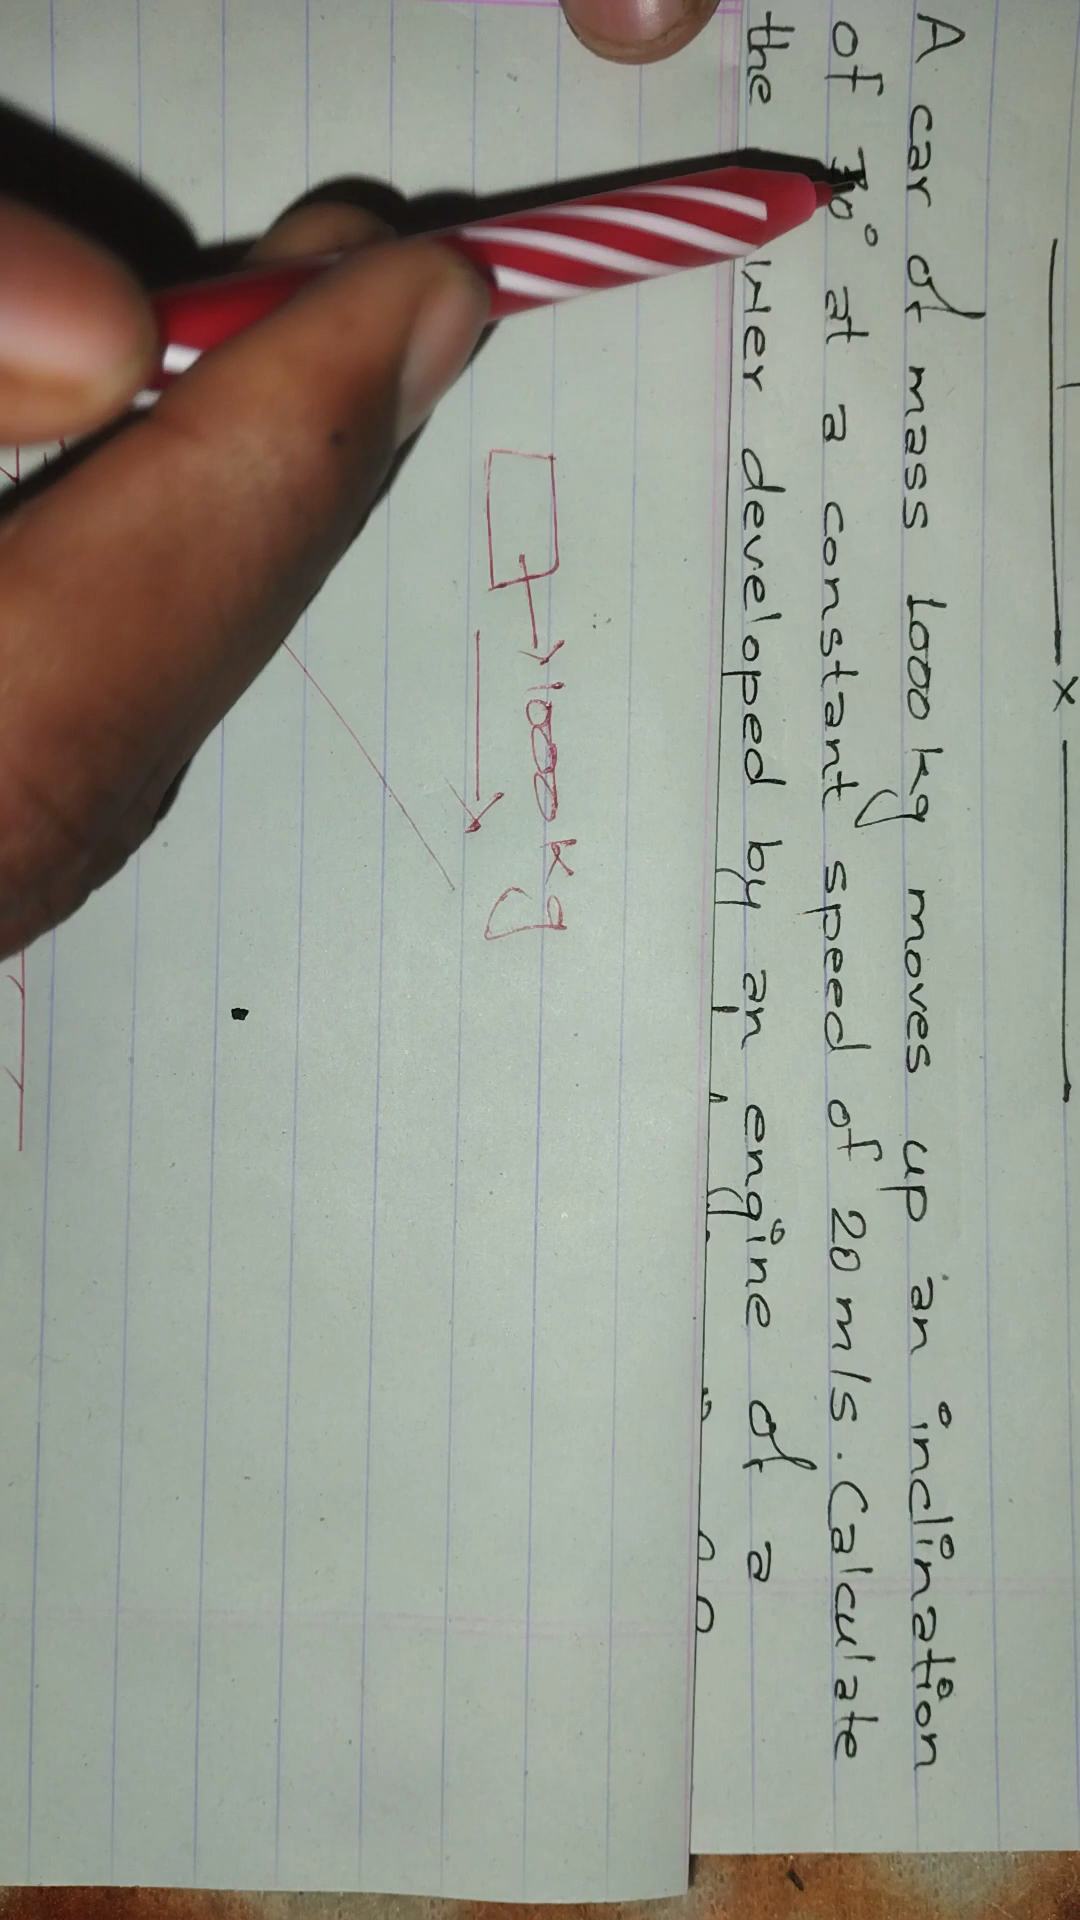 x
A car of mass 1000 kg moves up an inclination
of 30° at a constant speed of 20 m/s. Calculate
the developed by an engine of a
1000 kg